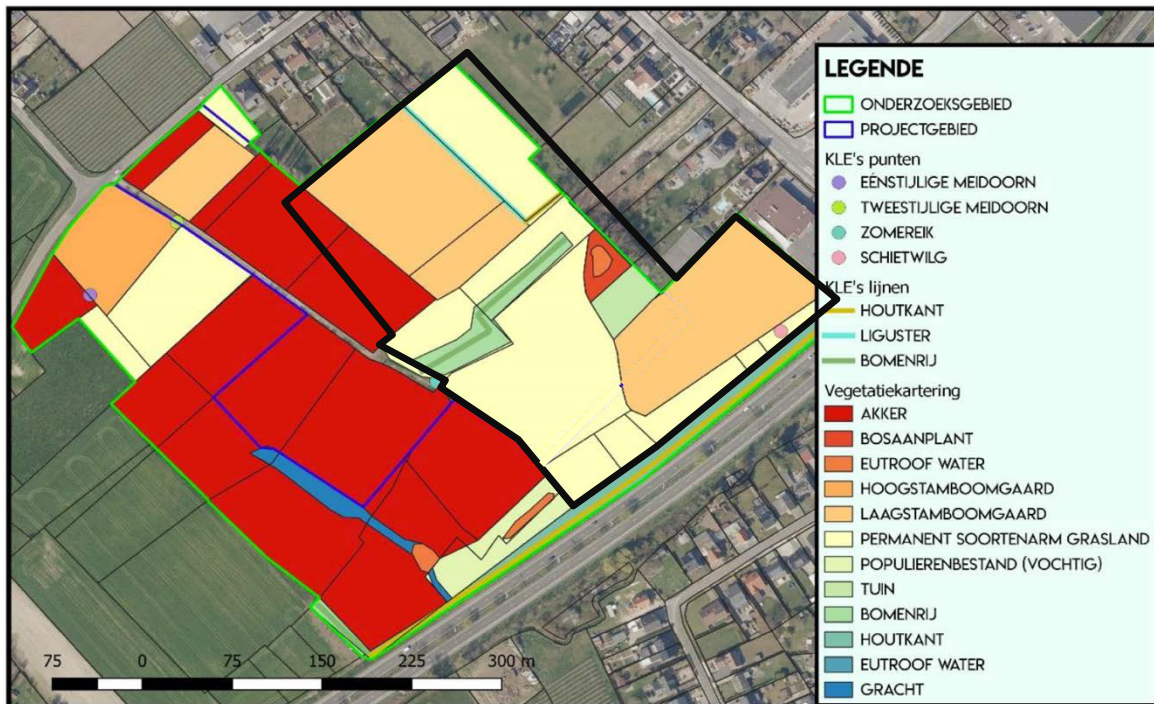 LEGENDE
ONDERZOEKSGEBIED
PROJECTGEBIED
KLE's punten
EÉNSTIJLIGE MEIDOORN
TWEESTIJLIGE MEIDOORN
ZOMEREIK
SCHIETWILG
KLE's lijnen
HOUTKANT
LIGUSTER
BOMENRIJ
Vegetatiekartering
AKKER
BOSAANPLANT
EUTROOF WATER
HOOGSTAMBOOMGAARD
LAAGSTAMBOOMGAARD
PERMANENT SOORTENARM GRASLAND
POPULIERENBESTAND (VOCHTIG)
TUIN
BOMENRIJ
HOUTKANT
EUTROOF WATER
GRACHT
75 0 75 150 225 300 m